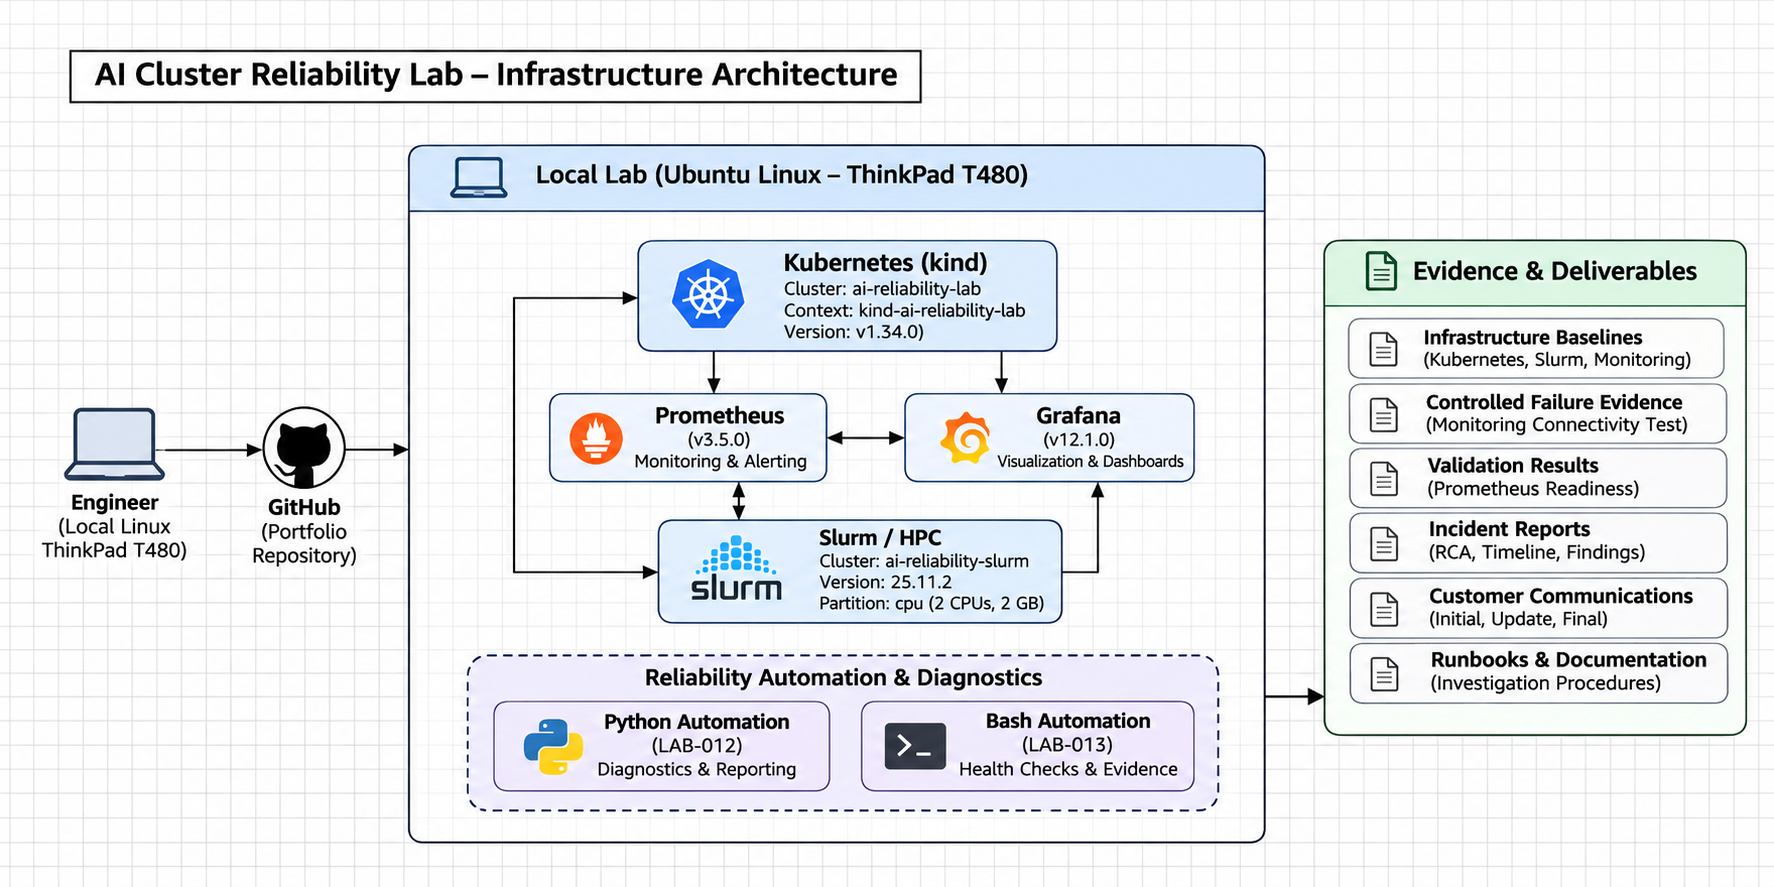 AI Cluster Reliability Lab – Infrastructure Architecture
Local Lab (Ubuntu Linux – ThinkPad T480)
Kubernetes (kind)
Cluster: ai-reliability-lab
Context: kind-ai-reliability-lab
Version: v1.34.0)
Prometheus
(v3.5.0)
Monitoring & Alerting
Grafana
(v12.1.0)
Visualization & Dashboards
Engineer
(Local Linux
ThinkPad T480)
GitHub
(Portfolio
Repository)
slurm
Slurm / HPC
Cluster: ai-reliability-slurm
Version: 25.11.2
Partition: cpu (2 CPUs, 2 GB)
Reliability Automation & Diagnostics
Python Automation
(LAB-012)
Diagnostics & Reporting
>_
Bash Automation
(LAB-013)
Health Checks & Evidence
Evidence & Deliverables
Infrastructure Baselines
(Kubernetes, Slurm, Monitoring)
Controlled Failure Evidence
(Monitoring Connectivity Test)
Validation Results
(Prometheus Readiness)
Incident Reports
(RCA, Timeline, Findings)
Customer Communications
(Initial, Update, Final)
Runbooks & Documentation
(Investigation Procedures)